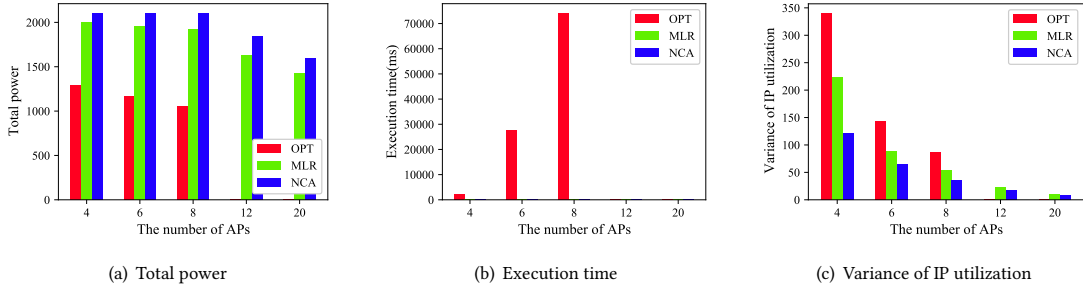 2000
1500
1000
500
0
Total power
OPT
MLR
NCA
4 6 8 12 20
The number of APs
(a) Total power
70000
60000
50000
40000
30000
20000
10000
0
Execution time(ms)
OPT
MLR
NCA
4 6 8 12 20
The number of APs
(b) Execution time
350
300
250
200
150
100
50
0
Variance of IP utilization
OPT
MLR
NCA
4 6 8 12 20
The number of APs
(c) Variance of IP utilization